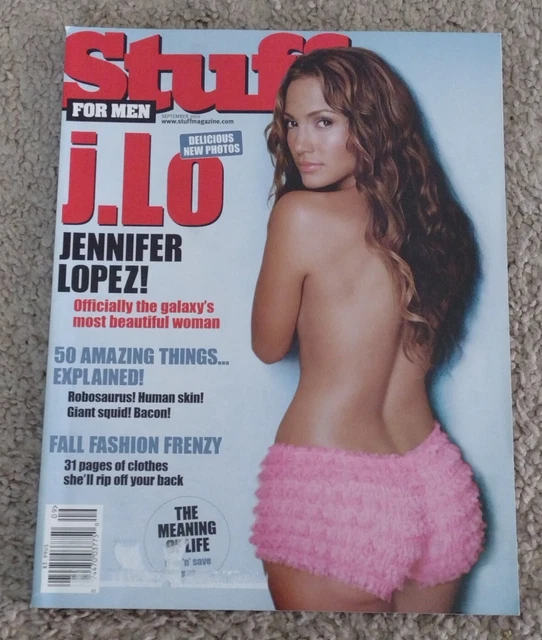 Stuff
FOR MEN
SEPTEMBER
www.stuffmagazine.com
DELICIOUS
NEW PHOTOS
j.Lo
JENNIFER
LOPEZ!
Officially the galaxy's
most beautiful woman
50 AMAZING THINGS...
EXPLAINED!
Robosaurus! Human skin!
Giant squid! Bacon!
FALL FASHION FRENZY
31 pages of clothes
she'll rip off your back
THE
MEANING
OF LIFE
'n' save